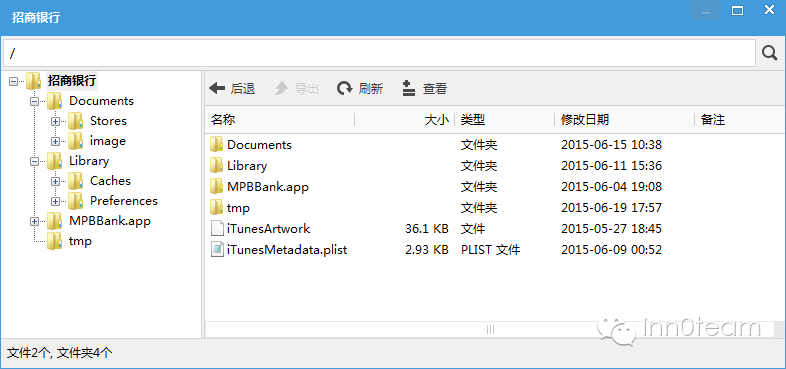 招商银行
/
招商银行
Documents
Stores
image
Library
Caches
Preferences
MPBBank.app
tmp
后退 导出 刷新 查看
名称 大小 类型 修改日期 备注
Documents 文件夹 2015-06-15 10:38
Library 文件夹 2015-06-11 15:36
MPBBank.app 文件夹 2015-06-04 19:08
tmp 文件夹 2015-06-19 17:57
iTunesArtwork 36.1 KB 文件 2015-05-27 18:45
iTunesMetadata.plist 2.93 KB PLIST 文件 2015-06-09 00:52
inn0team
文件2个, 文件夹4个